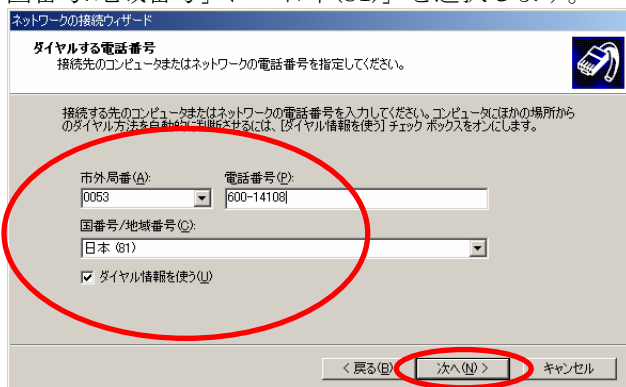 ネットワークの接続ウィザード
ダイヤルする電話番号
接続先のコンピュータまたはネットワークの電話番号を指定してください。
接続する先のコンピュータまたはネットワークの電話番号を入力してください。コンピュータにほかの場所から
のダイヤル方法を自動的に判断させるには、[ダイヤル情報を使う] チェック ボックスをオンにします。
市外局番(A): 電話番号(P):
0053 600-14108
国番号/地域番号(C):
日本 (81)
ダイヤル情報を使う(U)
< 戻る(B) 次へ(N) > キャンセル